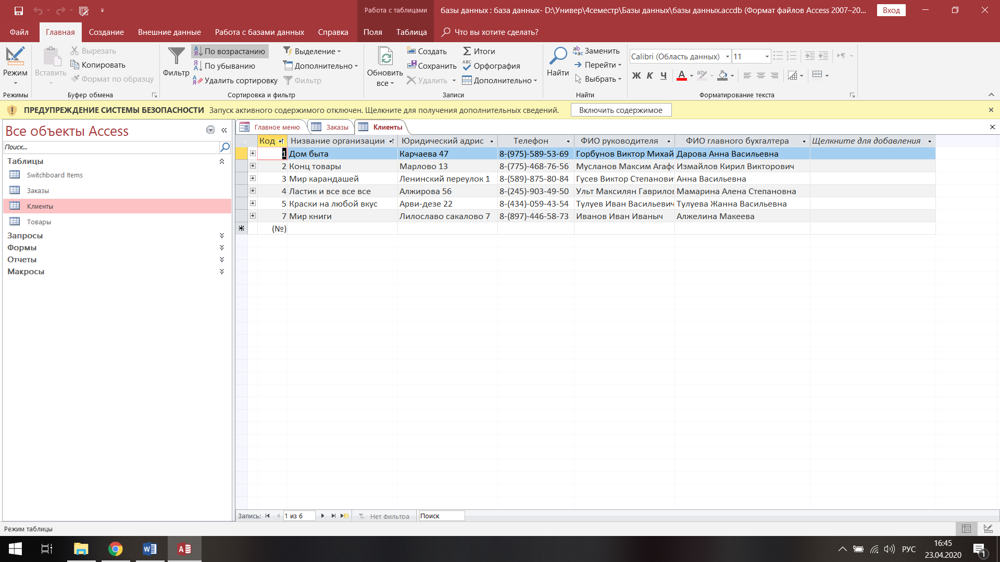 Работа с таблицами
базы данных : база данных- D:\Универ\4семестр\Базы данных\базы данных.accdb (Формат файлов Access 2007–20...
Вход
Файл Главная Создание Внешние данные Работа с базами данных Справка Поля Таблица Что вы хотите сделать?
Режим
Режимы
Вставить
Вырезать
Копировать
Формат по образцу
Буфер обмена
Фильтр
По возрастанию
По убыванию
Удалить сортировку
Выделение
Дополнительно
Фильтр
Сортировка и фильтр
Обновить
все
Создать
Сохранить
Удалить
Итоги
Орфография
Дополнительно
Записи
Найти
Заменить
Перейти
Выбрать
Найти
Calibri (Область данных) 11
Ж К Ч А
Форматирование текста
ПРЕДУПРЕЖДЕНИЕ СИСТЕМЫ БЕЗОПАСНОСТИ Запуск активного содержимого отключен. Щелкните для получения дополнительных сведений. Включить содержимое
Все объекты Access
Поиск...
Таблицы
Switchboard Items
Заказы
Клиенты
Товары
Запросы
Формы
Отчеты
Макросы
Главное меню Заказы Клиенты
Код Низвание организации Юридический адрис Телефон ФИО руководителя ФИО главного бухгалтера Щелкните для добавления
1 Дом быта Карчаева 47 8-(975)-589-53-69 Горбунов Виктор Михай Дарова Анна Васильевна
2 Конц товары Марлово 13 8-(775)-468-76-56 Мусланов Максим Агафо Измайлов Кирил Викторович
3 Мир карандашей Ленинский переулок 1 8-(589)-875-80-84 Гусев Виктор Степанови Анна Васильевна
4 Ластик и все все все Алжирова 56 8-(245)-903-49-50 Ульт Максилян Гаврилов Мамарина Алена Степановна
5 Краски на любой вкус Арви-дезе 22 8-(434)-059-43-54 Тулуев Иван Васильевич Тулуева Жанна Васильевна
7 Мир книги Лилославо сакалово 7 8-(897)-446-58-73 Иванов Иван Иваныч Алжелина Макеева
(№)
Запись: 1 из 6 Нет фильтра Поиск
Режим таблицы
РУС
16:45
23.04.2020
1